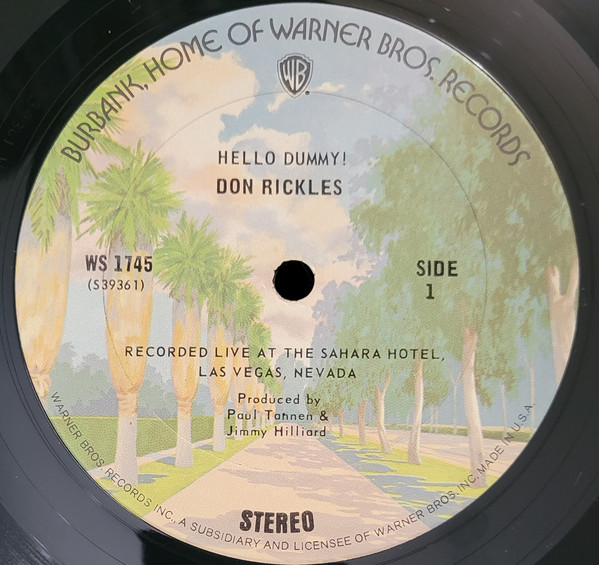 BURBANK, HOME OF WARNER BROS. RECORDS
WB
®
HELLO DUMMY!
DON RICKLES
WS 1745
(S39361)
SIDE
1
RECORDED LIVE AT THE SAHARA HOTEL,
LAS VEGAS, NEVADA
Produced by
Paul Tannen &
Jimmy Hilliard
STEREO
WARNER BROS. RECORDS INC., A SUBSIDIARY AND LICENSEE OF WARNER BROS. INC. MADE IN U.S.A.